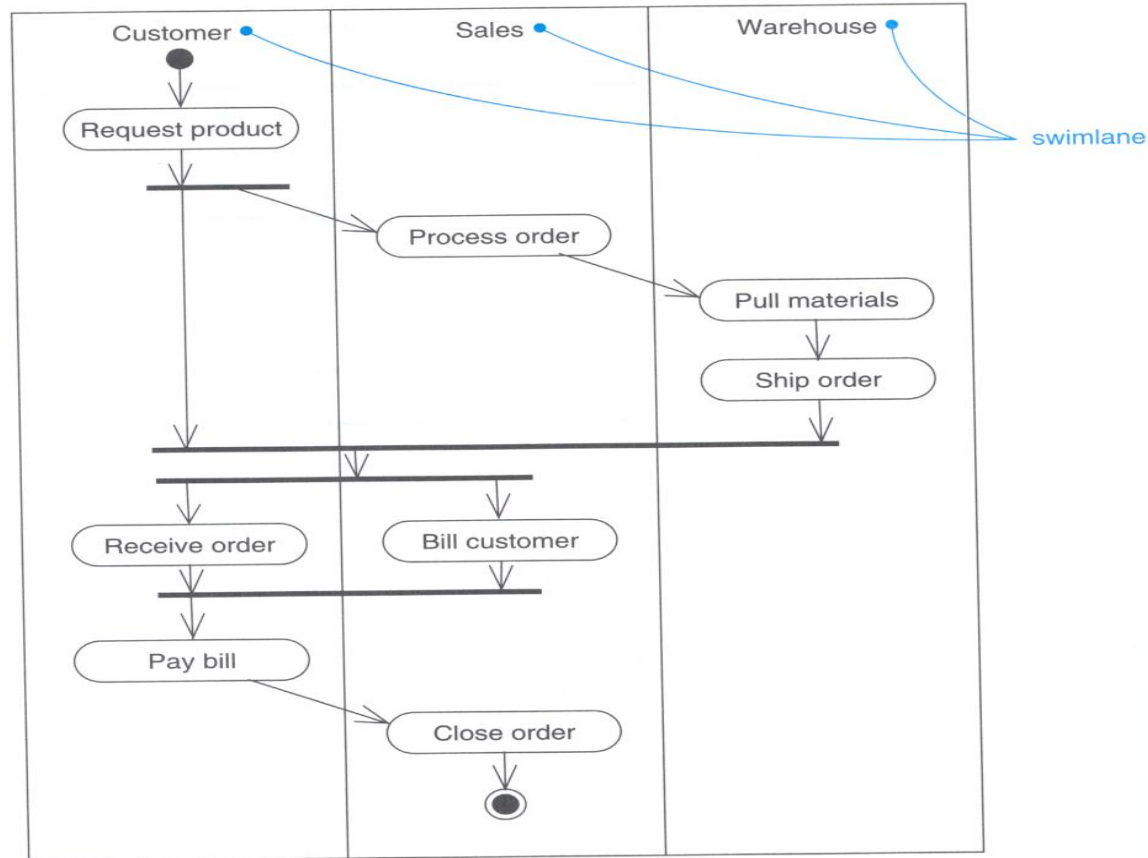 Customer
Sales
Warehouse
swimlane
Request product
Process order
Pull materials
Ship order
Receive order
Bill customer
Pay bill
Close order